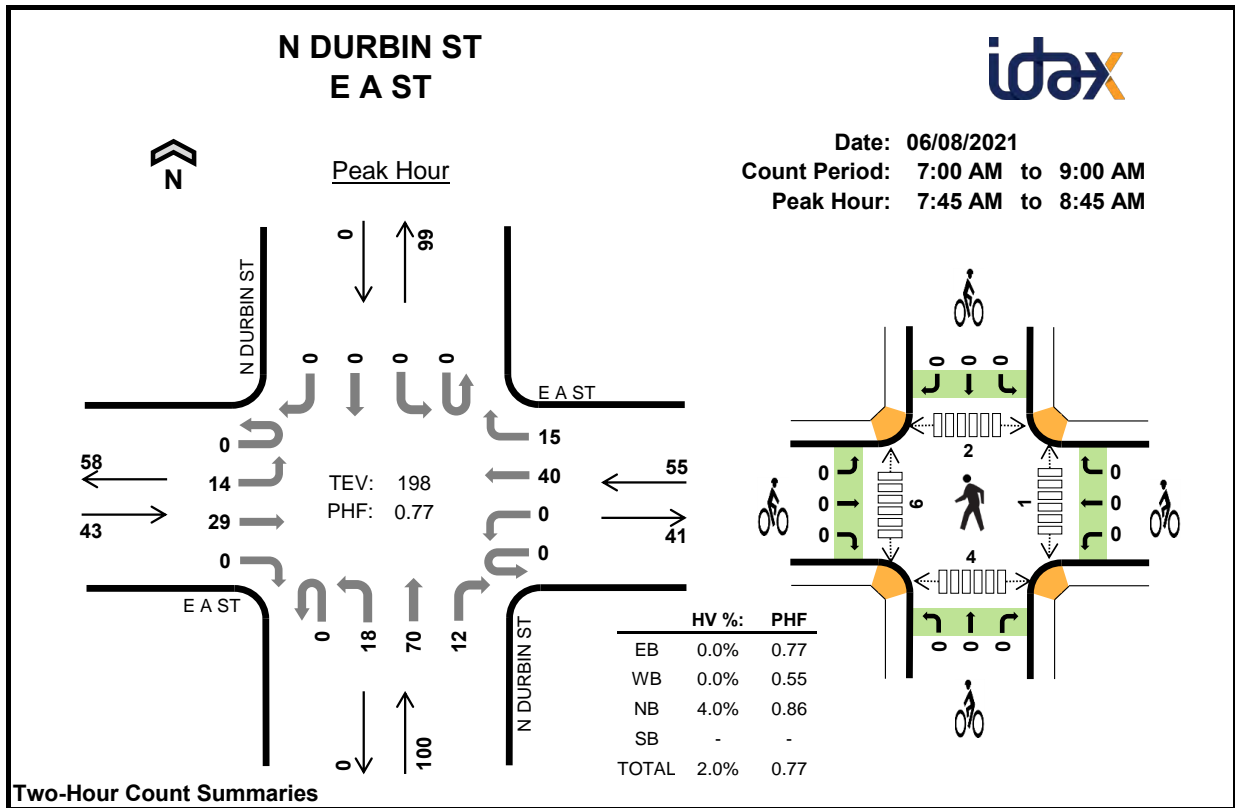 N DURBIN ST
E A ST
idax
Date: 06/08/2021
Count Period: 7:00 AM to 9:00 AM
Peak Hour: 7:45 AM to 8:45 AM
N
Peak Hour
0
99
N DURBIN ST
0 0 0 0
E A ST
0
14
29
0
58
43
TEV: 198
PHF: 0.77
15
40
0
0
55
41
E A ST
0 18 70 12
N DURBIN ST
0
100
HV %: PHF
EB 0.0% 0.77
WB 0.0% 0.55
NB 4.0% 0.86
SB - -
TOTAL 2.0% 0.77
0 0 0
2
0
0
0
6
1
0
0
0
4
0 0 0
Two-Hour Count Summaries